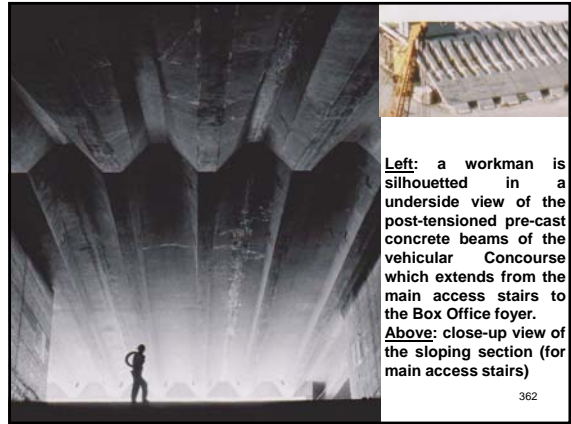 Left: a workman is
silhouetted in a
underside view of the
post-tensioned pre-cast
concrete beams of the
vehicular Concourse
which extends from the
main access stairs to
the Box Office foyer.
Above: close-up view of
the sloping section (for
main access stairs)
362